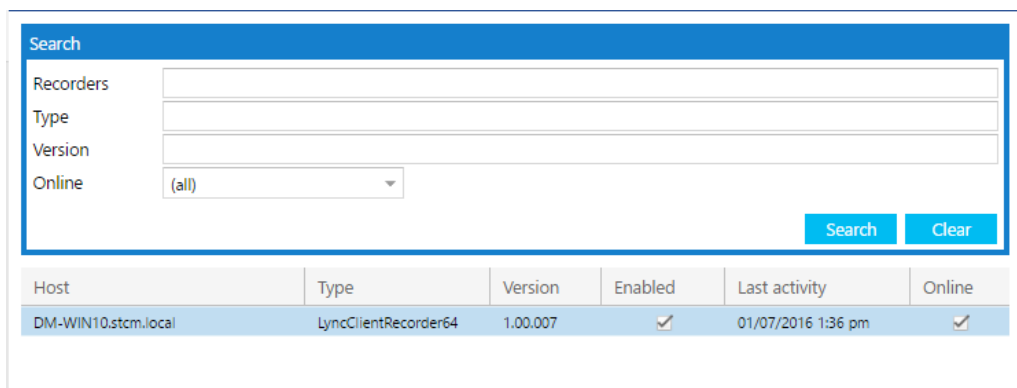 Search
Recorders
Type
Version
Online (all)
Search Clear
Host Type Version Enabled Last activity Online
DM-WIN10.stcm.local LyncClientRecorder64 1.00.007 01/07/2016 1:36 pm